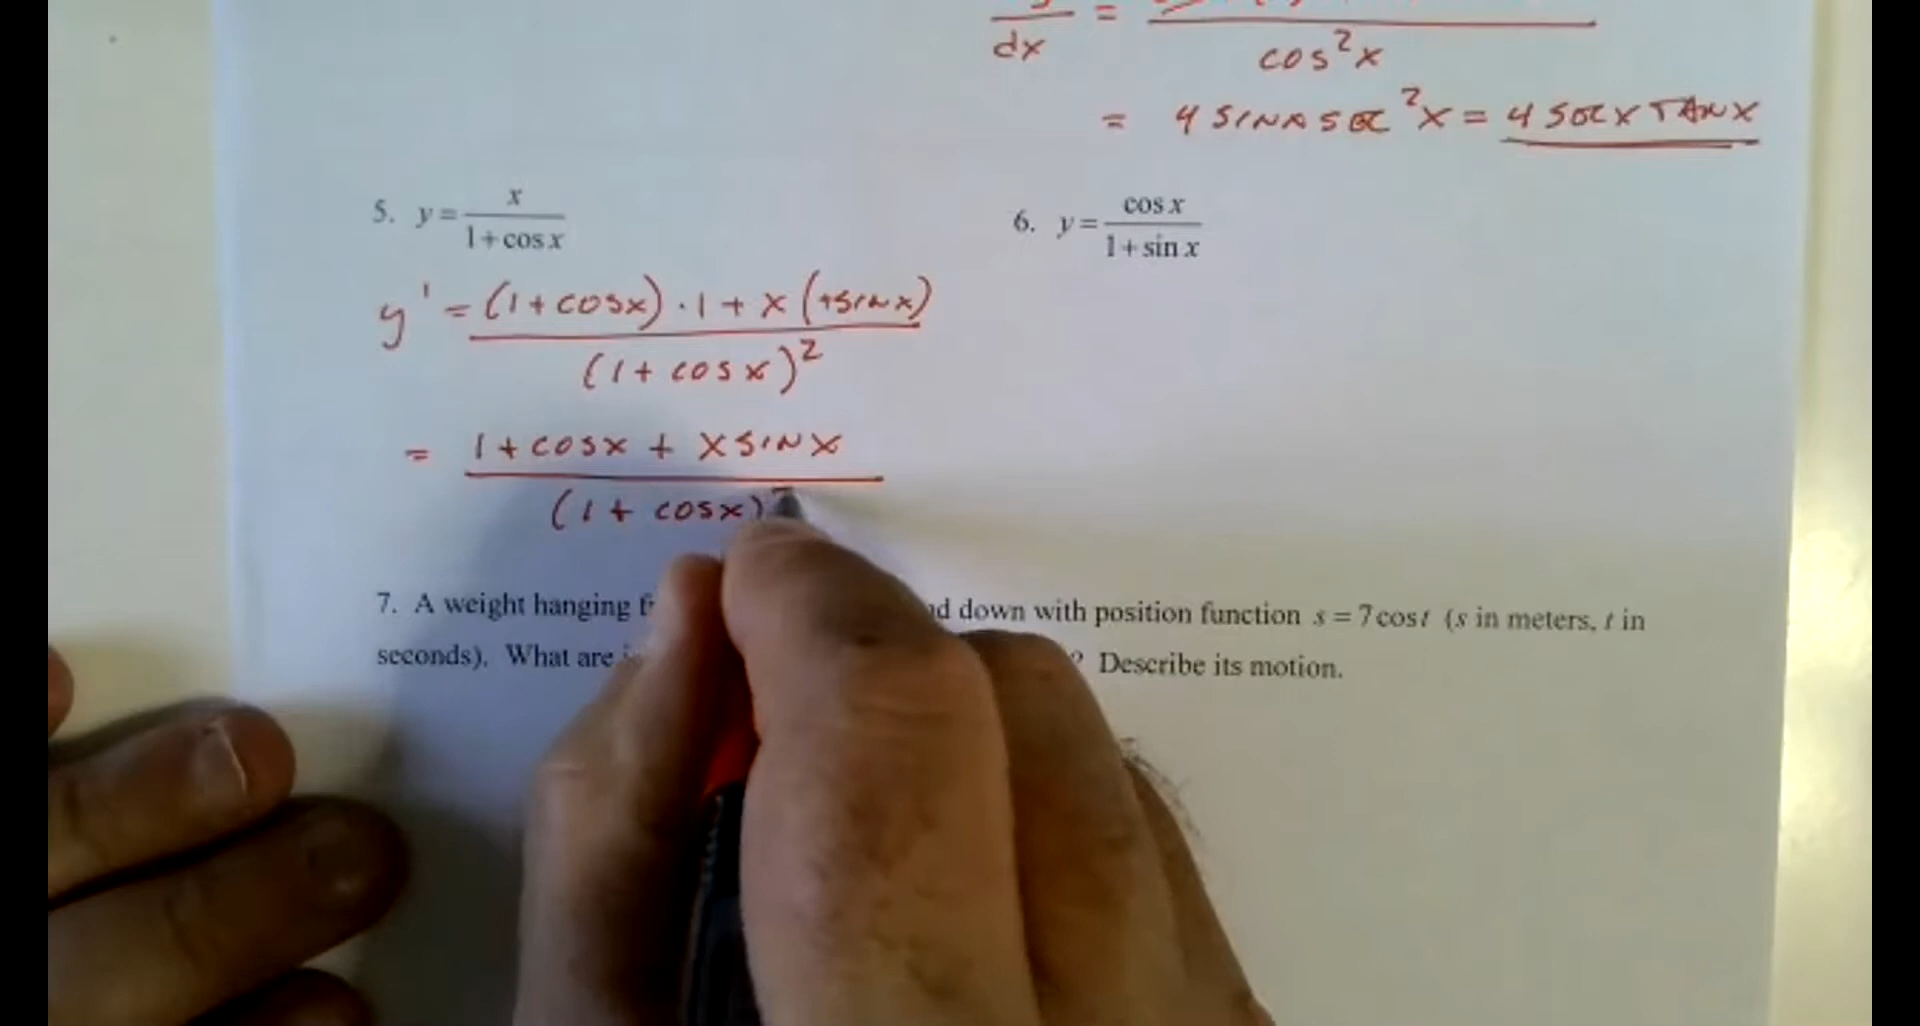 dx = cos²x
= 4 SINX SEC²x = 4 SECX TANX
5. y = x / 1+cos x
y' = (1 + COSX) · 1 + x (+SINX) / (1 + COSX)²
= 1 + COSX + X SINX / (1 + COSX)²
6. y = cos x / 1+sin x
7. A weight hanging down with position function s = 7 cos t (s in meters, t in
seconds). What are ? Describe its motion.